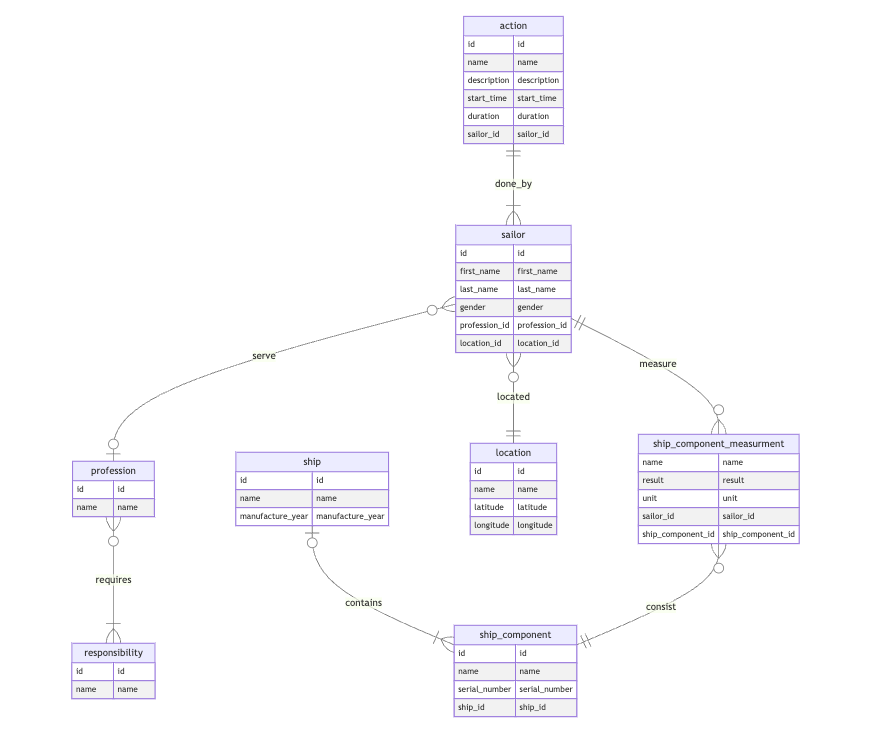 action
id id
name name
description description
start_time start_time
duration duration
sailor_id sailor_id
done_by
sailor
id id
first_name first_name
last_name last_name
gender gender
profession_id profession_id
location_id location_id
serve
measure
located
profession
id id
name name
ship
id id
name name
manufacture_year manufacture_year
location
id id
name name
latitude latitude
longitude longitude
ship_component_measurment
name name
result result
unit unit
sailor_id sailor_id
ship_component_id ship_component_id
requires
contains
consist
responsibility
id id
name name
ship_component
id id
name name
serial_number serial_number
ship_id ship_id